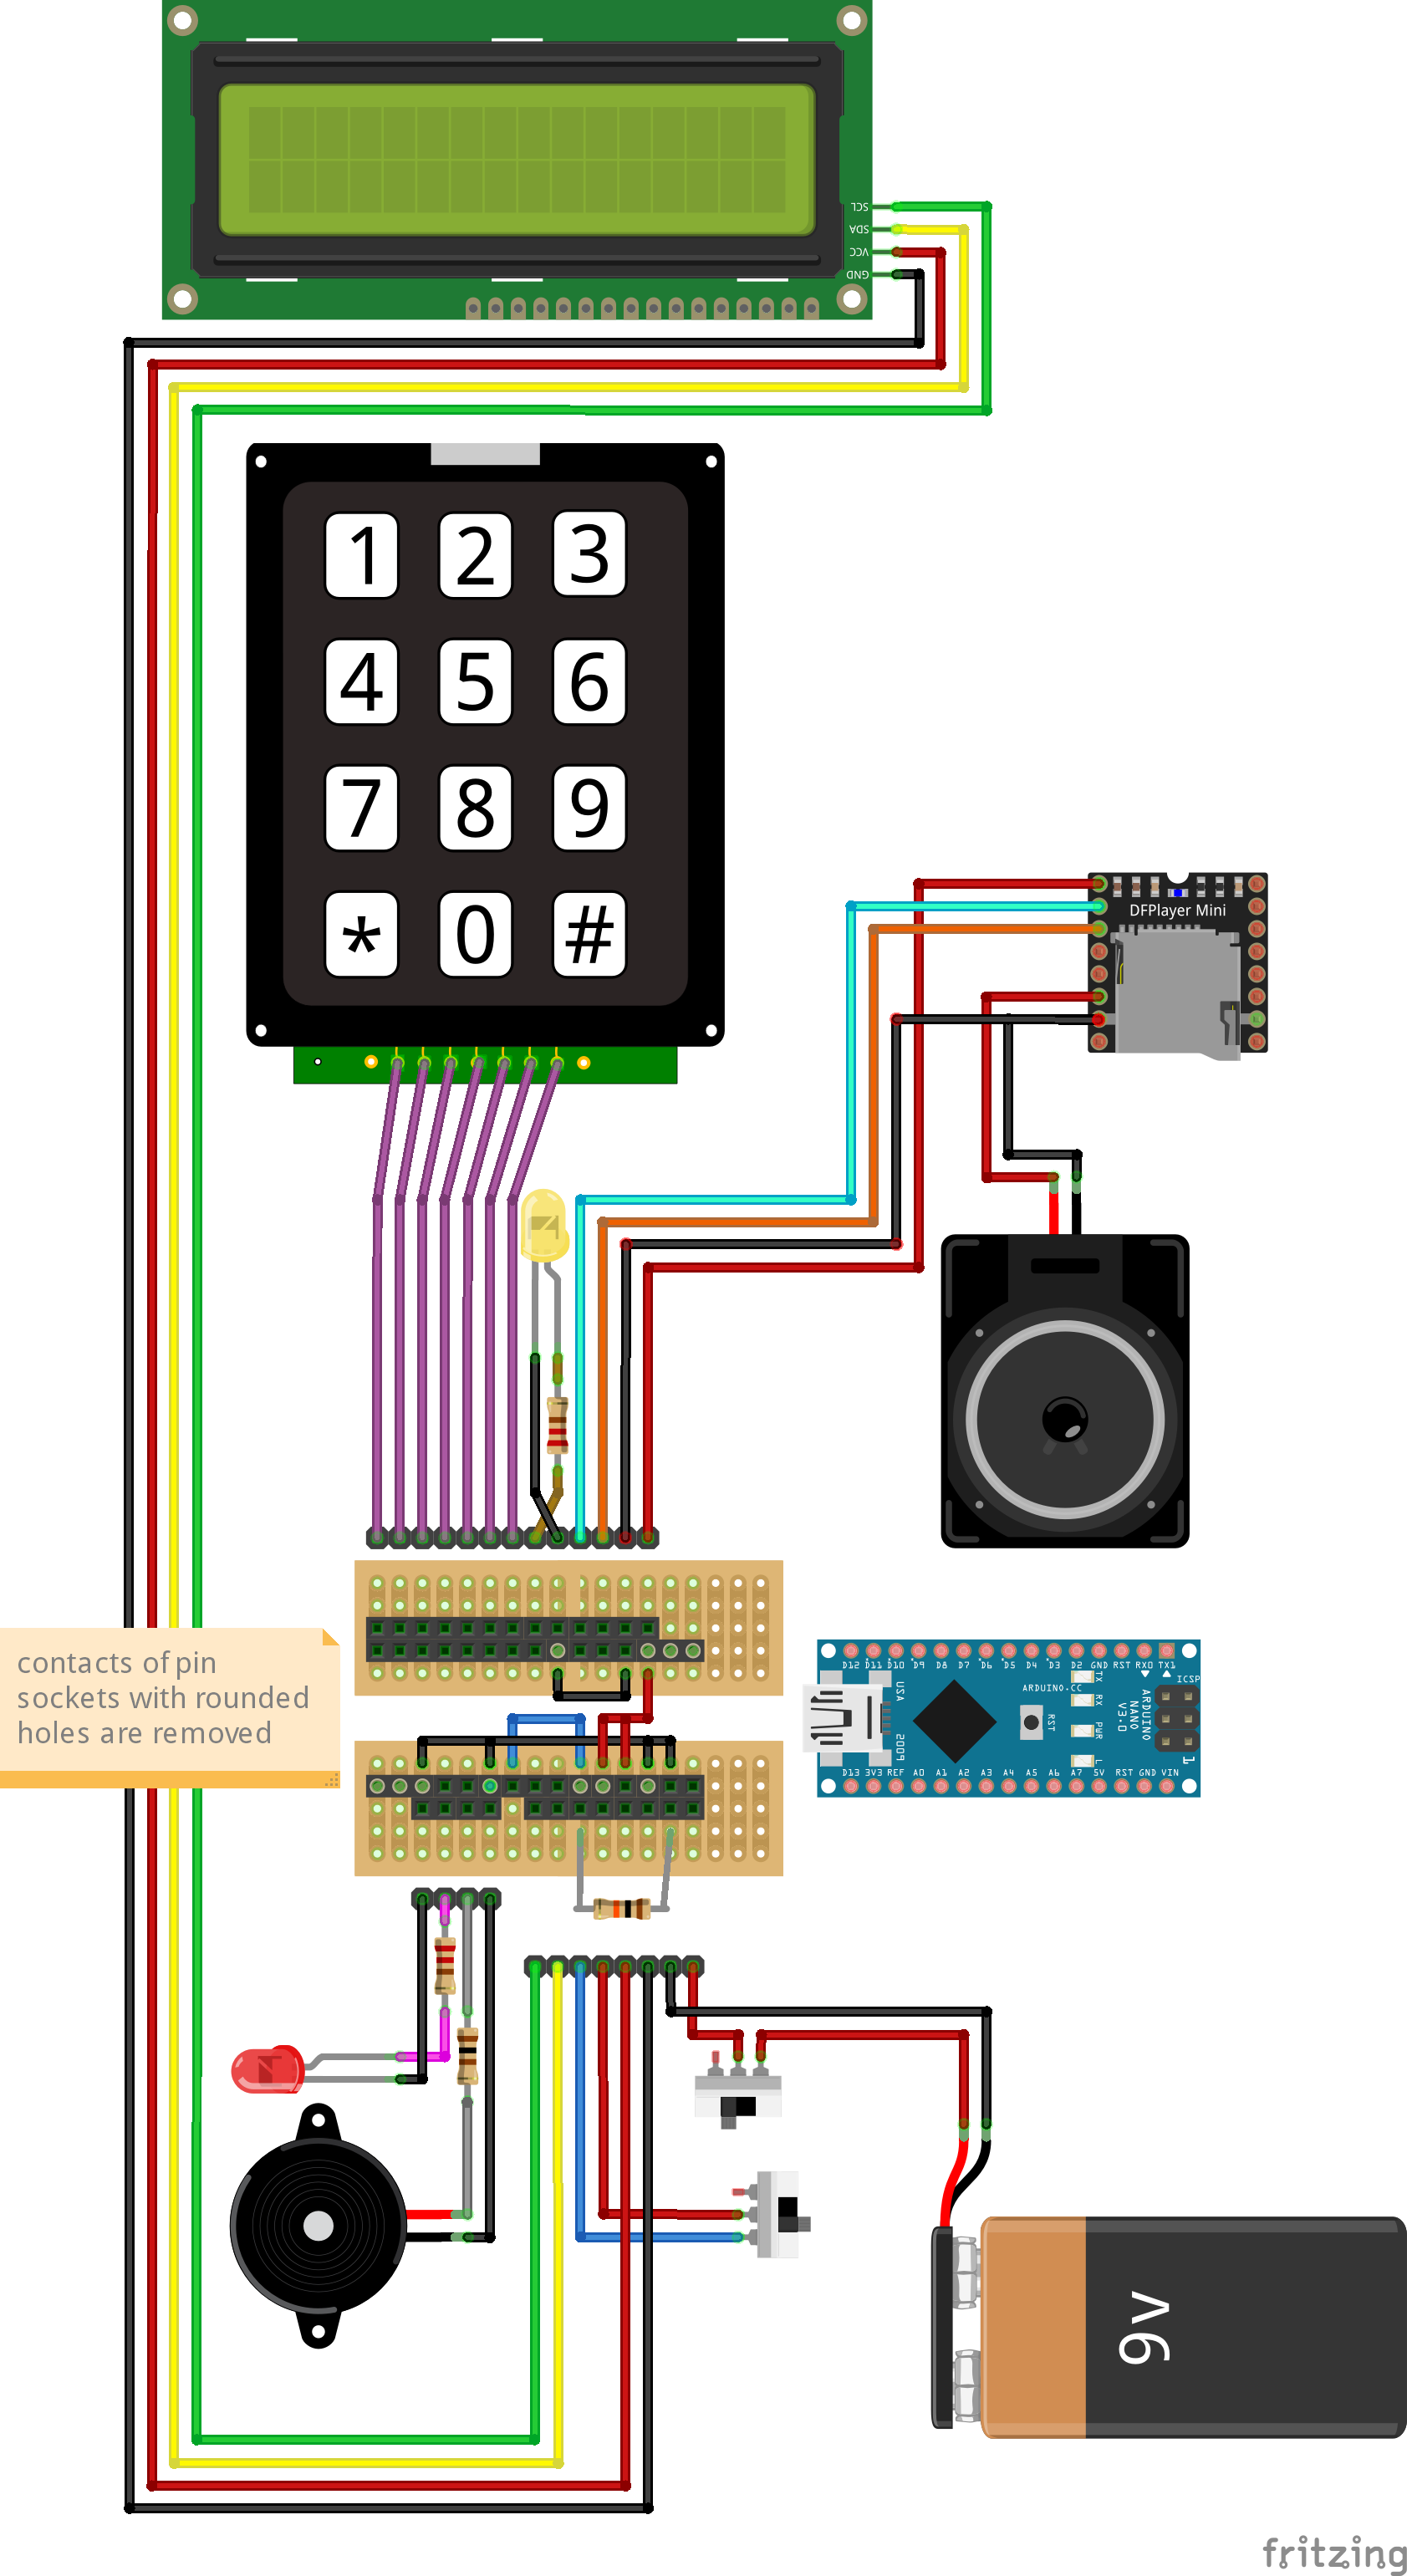 SCL
SDA
VCC
GND
1 2 3
4 5 6
7 8 9
* 0 #
DFPlayer Mini
contacts of pin
sockets with rounded
holes are removed
D12 D11 D10 D9 D8 D7 D6 D5 D4 D3 D2 GND RST RX0 TX1
USA
2009
ARDUINO.CC
RST
TX
RX
PWR
L
ICSP
ARDUINO
NANO
V3.0
1
D13 3V3 REF A0 A1 A2 A3 A4 A5 A6 A7 5V RST GND VIN
9v
fritzing